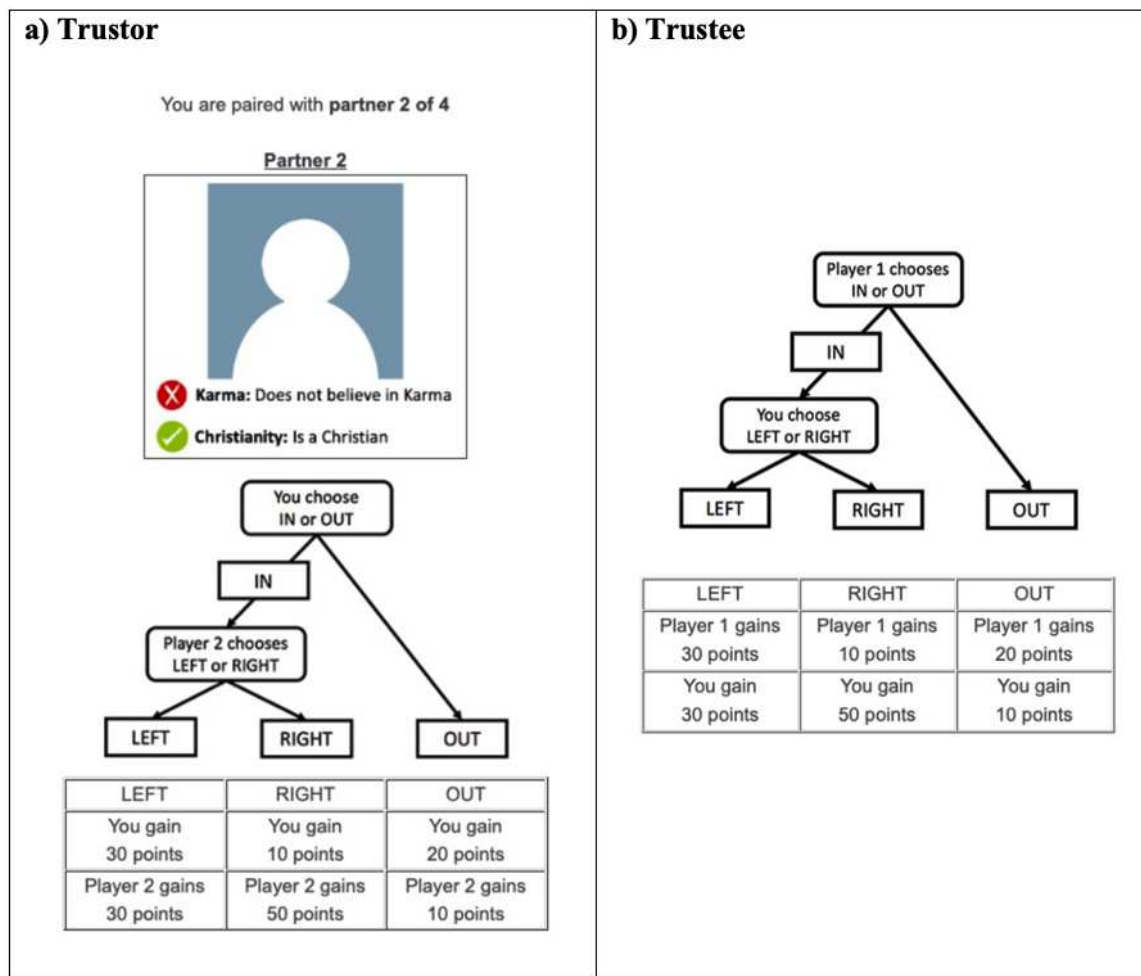 a) Trustor
You are paired with partner 2 of 4
Partner 2
Karma: Does not believe in Karma
Christianity: Is a Christian
You choose
IN or OUT
IN
Player 2 chooses
LEFT or RIGHT
LEFT
RIGHT
OUT
LEFT RIGHT OUT
You gain You gain You gain
30 points 10 points 20 points
Player 2 gains Player 2 gains Player 2 gains
30 points 50 points 10 points
b) Trustee
Player 1 chooses
IN or OUT
IN
You choose
LEFT or RIGHT
LEFT
RIGHT
OUT
LEFT RIGHT OUT
Player 1 gains Player 1 gains Player 1 gains
30 points 10 points 20 points
You gain You gain You gain
30 points 50 points 10 points